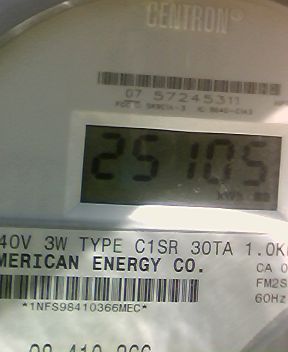 CENTRON®
07 57245311
25105
40V 3W TYPE C1SR 30TA 1.0K
MERICAN ENERGY CO.
CA 0
FM2S
*1NFS98410366MEC*
60Hz